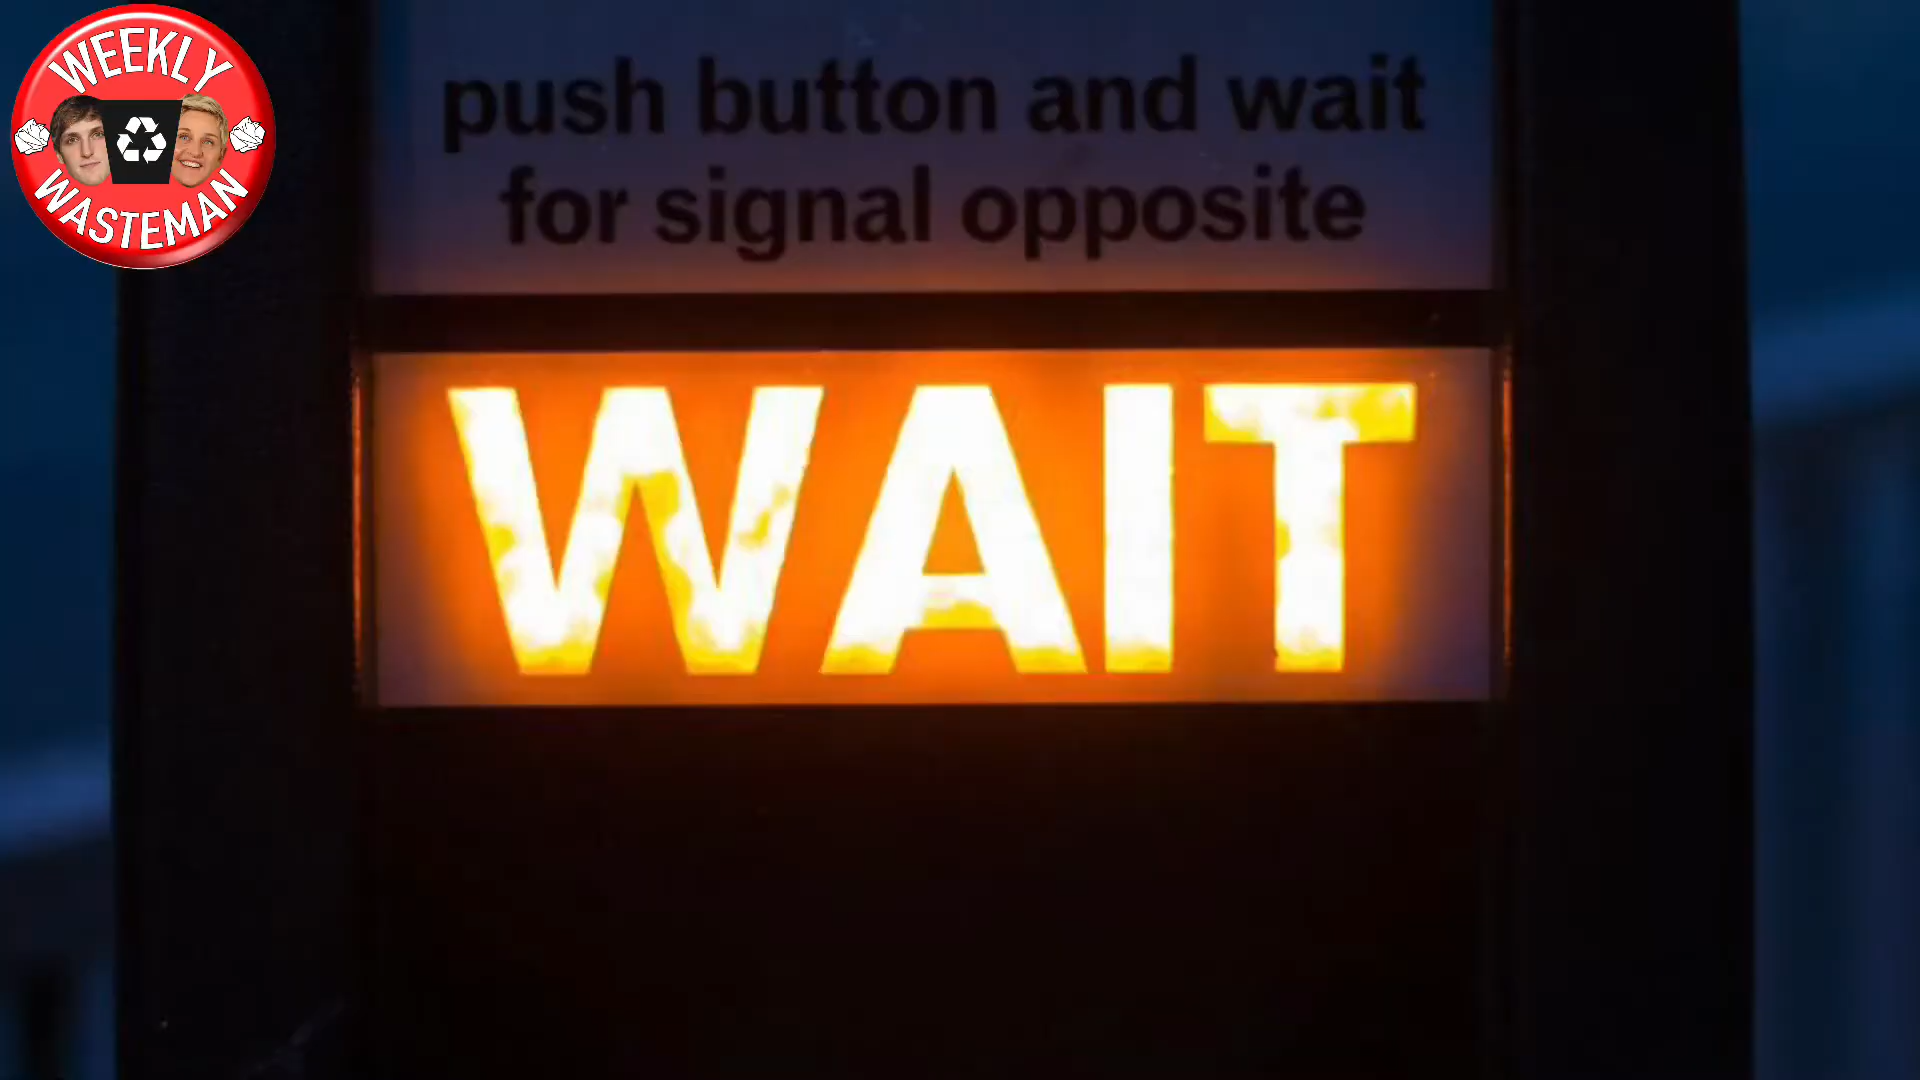 WEEKLY
WASTEMAN
push button and wait
for signal opposite
WAIT